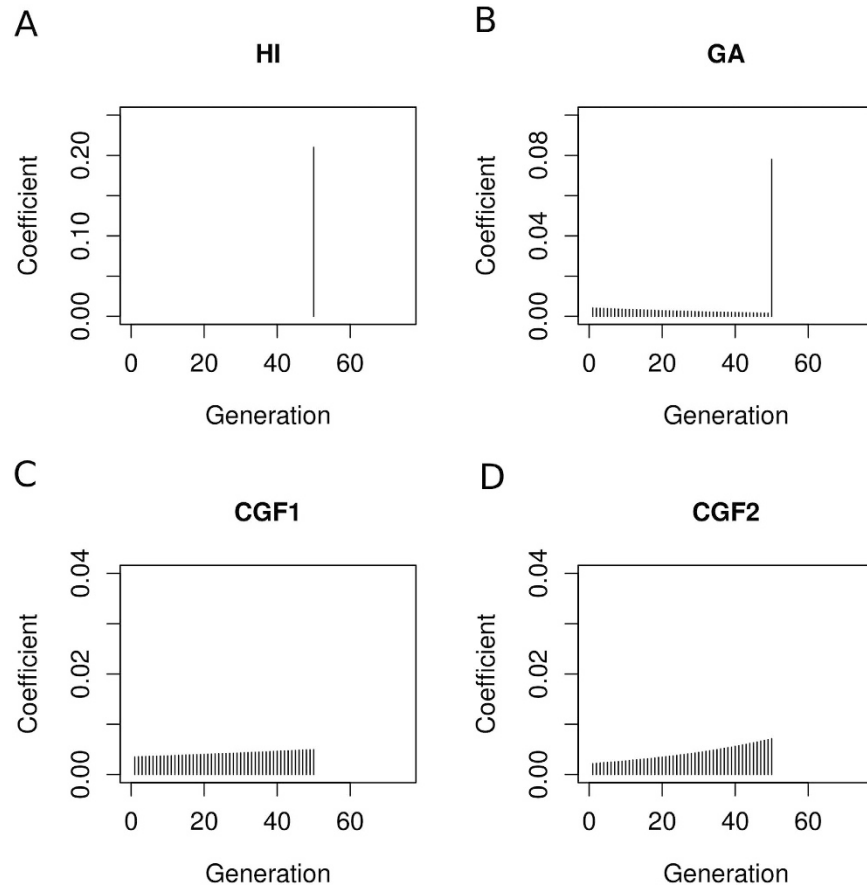 A
HI
Coefficient
0.00 0.10 0.20
0 20 40 60
Generation
B
GA
Coefficient
0.00 0.04 0.08
0 20 40 60
Generation
C
CGF1
Coefficient
0.00 0.02 0.04
0 20 40 60
Generation
D
CGF2
Coefficient
0.00 0.02 0.04
0 20 40 60
Generation